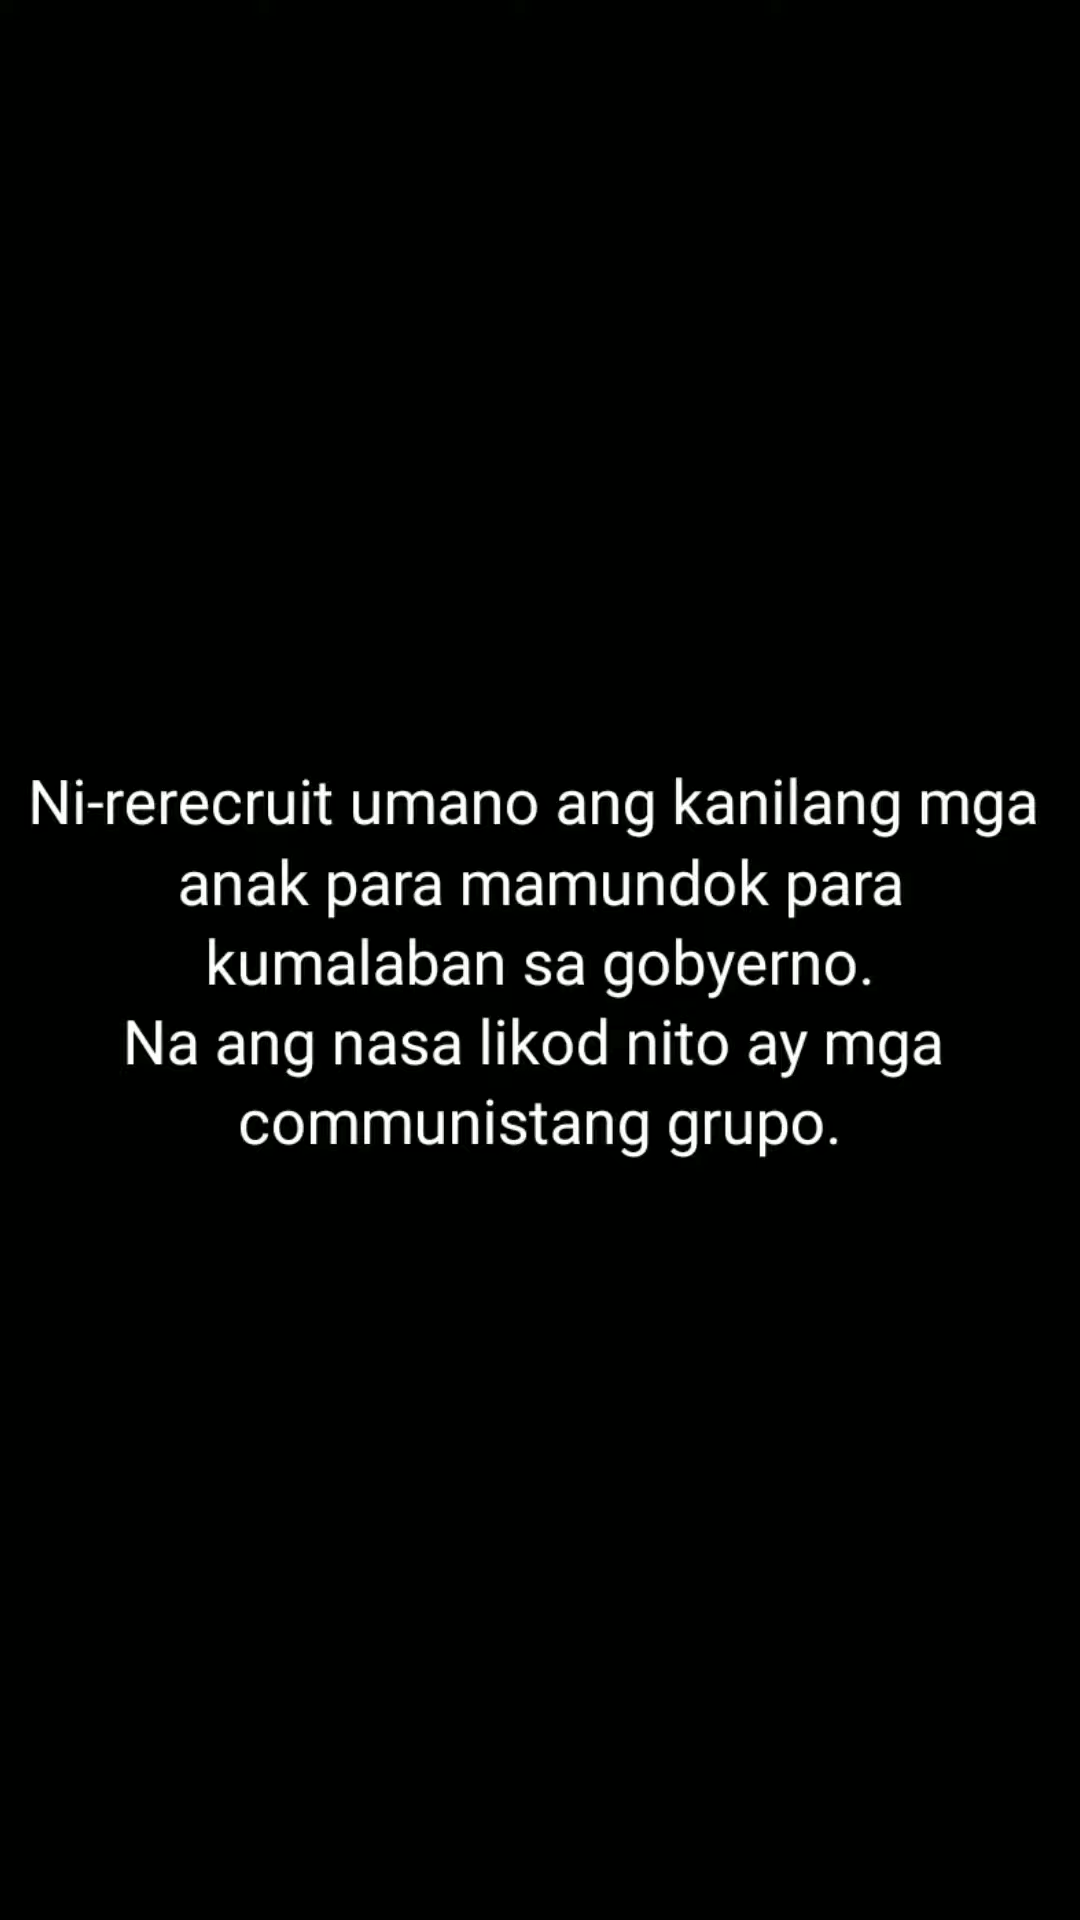 Ni-rerecruit umano ang kanilang mga
anak para mamundok para
kumalaban sa gobyerno.
Na ang nasa likod nito ay mga
communistang grupo.